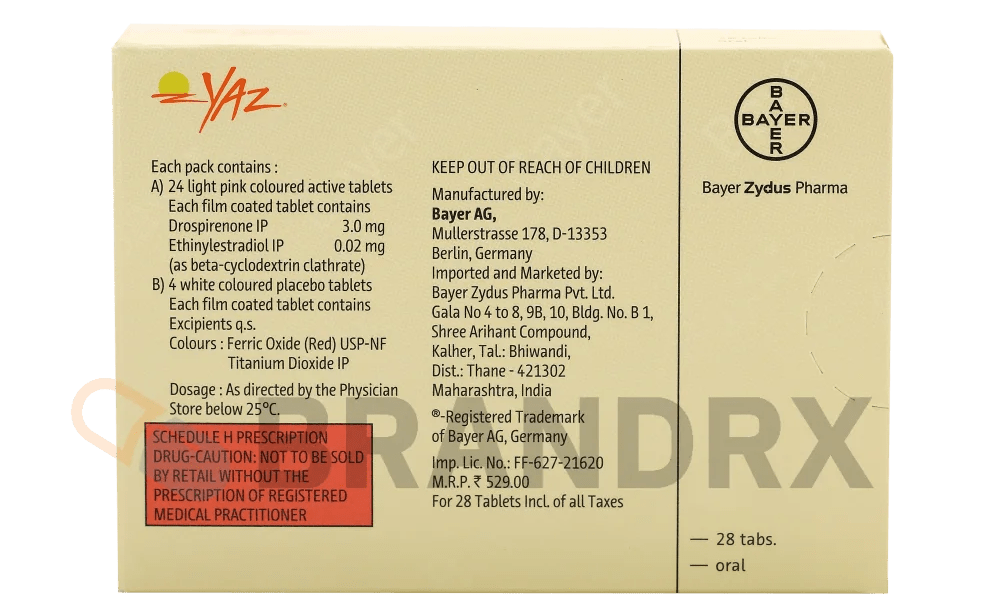 YAZ®
Each pack contains :
A) 24 light pink coloured active tablets
Each film coated tablet contains
Drospirenone IP 3.0 mg
Ethinylestradiol IP 0.02 mg
(as beta-cyclodextrin clathrate)
B) 4 white coloured placebo tablets
Each film coated tablet contains
Excipients q.s.
Colours : Ferric Oxide (Red) USP-NF
Titanium Dioxide IP
Dosage : As directed by the Physician
Store below 25°C.
SCHEDULE H PRESCRIPTION
DRUG-CAUTION: NOT TO BE SOLD
BY RETAIL WITHOUT THE
PRESCRIPTION OF REGISTERED
MEDICAL PRACTITIONER
KEEP OUT OF REACH OF CHILDREN
Manufactured by:
Bayer AG,
Mullerstrasse 178, D-13353
Berlin, Germany
Imported and Marketed by:
Bayer Zydus Pharma Pvt. Ltd.
Gala No 4 to 8, 9B, 10, Bldg. No. B 1,
Shree Arihant Compound,
Kalher, Tal.: Bhiwandi,
Dist.: Thane - 421302
Maharashtra, India
®-Registered Trademark
of Bayer AG, Germany
Imp. Lic. No.: FF-627-21620
M.R.P. ₹ 529.00
For 28 Tablets Incl. of all Taxes
BAYER
BAYER
Bayer Zydus Pharma
— 28 tabs.
— oral
BRANDRX